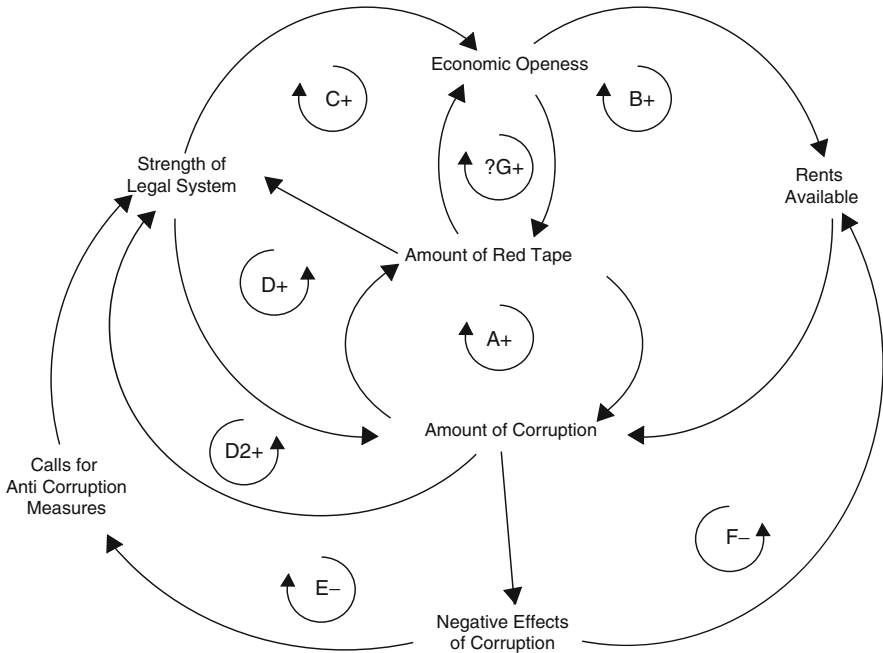 Economic Openess
C+
B+
?G+
Strength of
Legal System
Rents
Available
Amount of Red Tape
D+
A+
Amount of Corruption
D2+
Calls for
Anti Corruption
Measures
F–
E–
Negative Effects
of Corruption